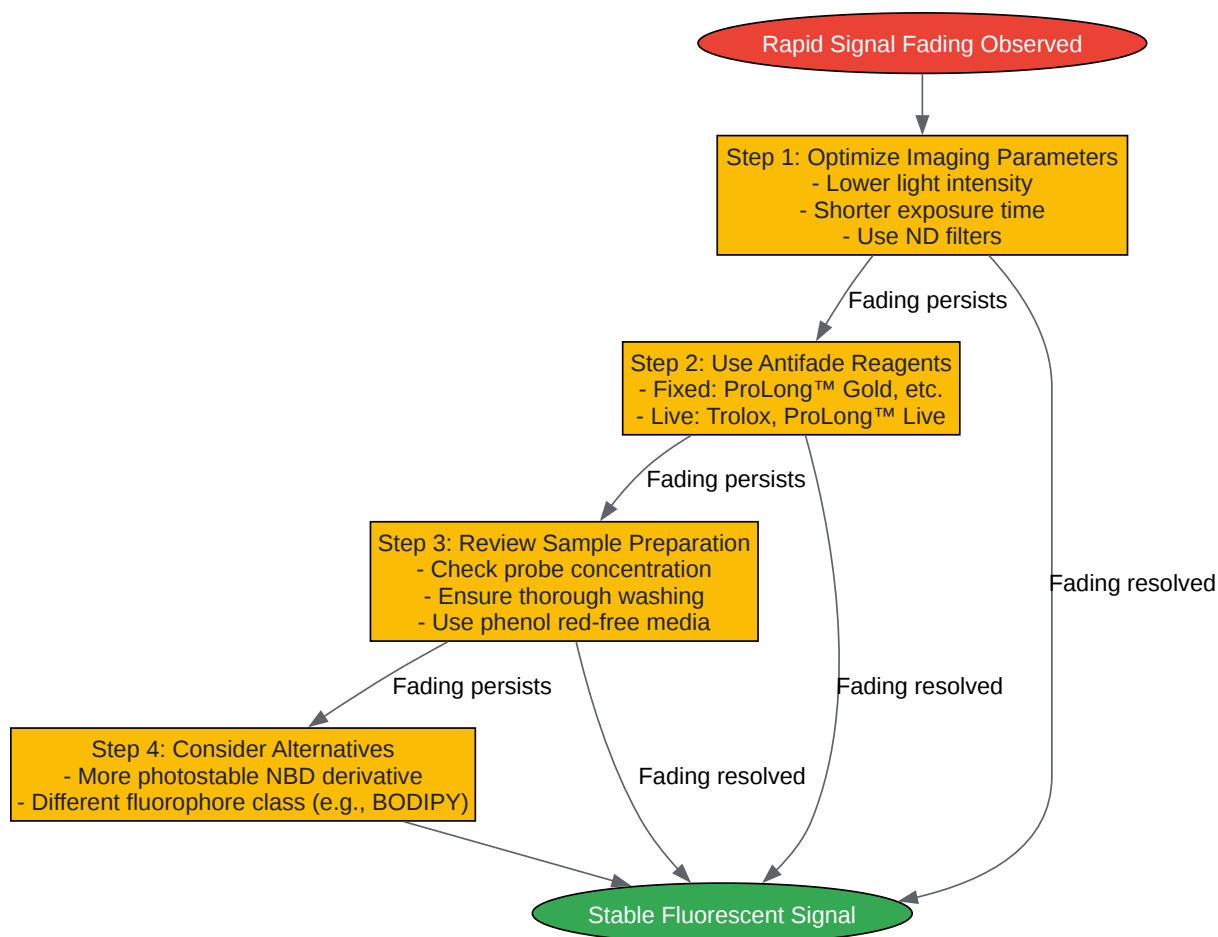 Rapid Signal Fading Observed
Step 1: Optimize Imaging Parameters
- Lower light intensity
- Shorter exposure time
- Use ND filters
Fading persists
Step 2: Use Antifade Reagents
- Fixed: ProLong™ Gold, etc.
- Live: Trolox, ProLong™ Live
Fading persists
Step 3: Review Sample Preparation
- Check probe concentration
- Ensure thorough washing
- Use phenol red-free media
Fading resolved
Fading persists
Fading resolved
Step 4: Consider Alternatives
- More photostable NBD derivative
- Different fluorophore class (e.g., BODIPY)
Fading resolved
Stable Fluorescent Signal